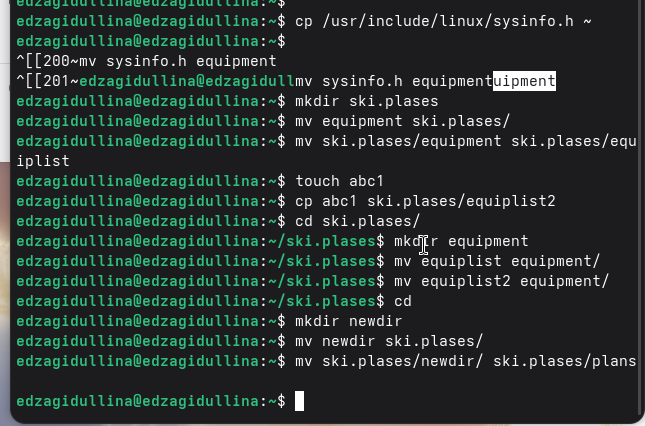 edzagidullina@edzagidullina:~$
edzagidullina@edzagidullina:~$ cp /usr/include/linux/sysinfo.h ~
edzagidullina@edzagidullina:~$
^[[200~mv sysinfo.h equipment
^[[201~edzagidullina@edzagidullmv sysinfo.h equipmentuipment
edzagidullina@edzagidullina:~$ mkdir ski.plases
edzagidullina@edzagidullina:~$ mv equipment ski.plases/
edzagidullina@edzagidullina:~$ mv ski.plases/equipment ski.plases/equ
iplist
edzagidullina@edzagidullina:~$ touch abc1
edzagidullina@edzagidullina:~$ cp abc1 ski.plases/equiplist2
edzagidullina@edzagidullina:~$ cd ski.plases/
edzagidullina@edzagidullina:~/ski.plases$ mkdir equipment
edzagidullina@edzagidullina:~/ski.plases$ mv equiplist equipment/
edzagidullina@edzagidullina:~/ski.plases$ mv equiplist2 equipment/
edzagidullina@edzagidullina:~/ski.plases$ cd
edzagidullina@edzagidullina:~$ mkdir newdir
edzagidullina@edzagidullina:~$ mv newdir ski.plases/
edzagidullina@edzagidullina:~$ mv ski.plases/newdir/ ski.plases/plans
edzagidullina@edzagidullina:~$